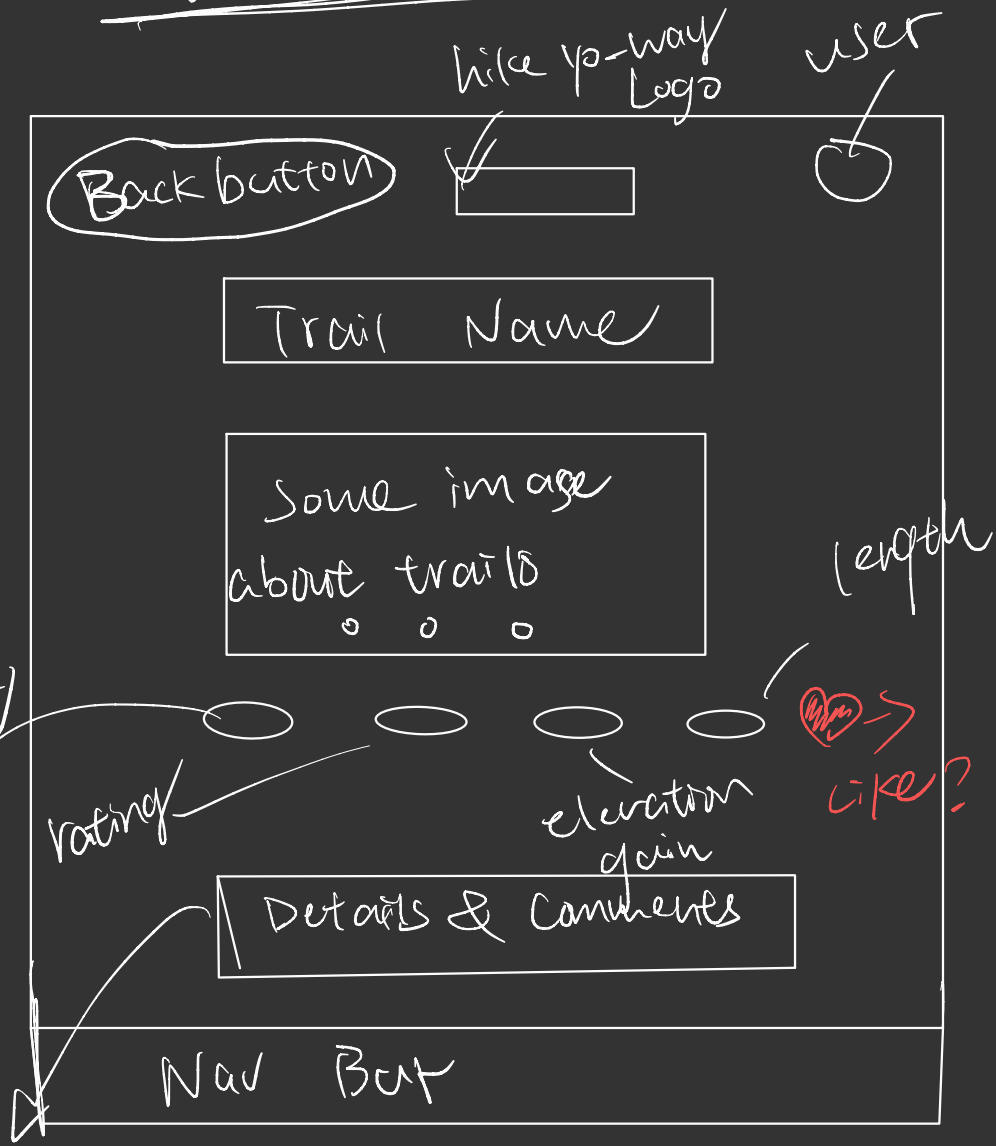 hike yo-way
Logo
user
Back button
Trail Name
Some image
about trails
length
like?
rating
elevation
gain
Details & Comments
Nav Bar